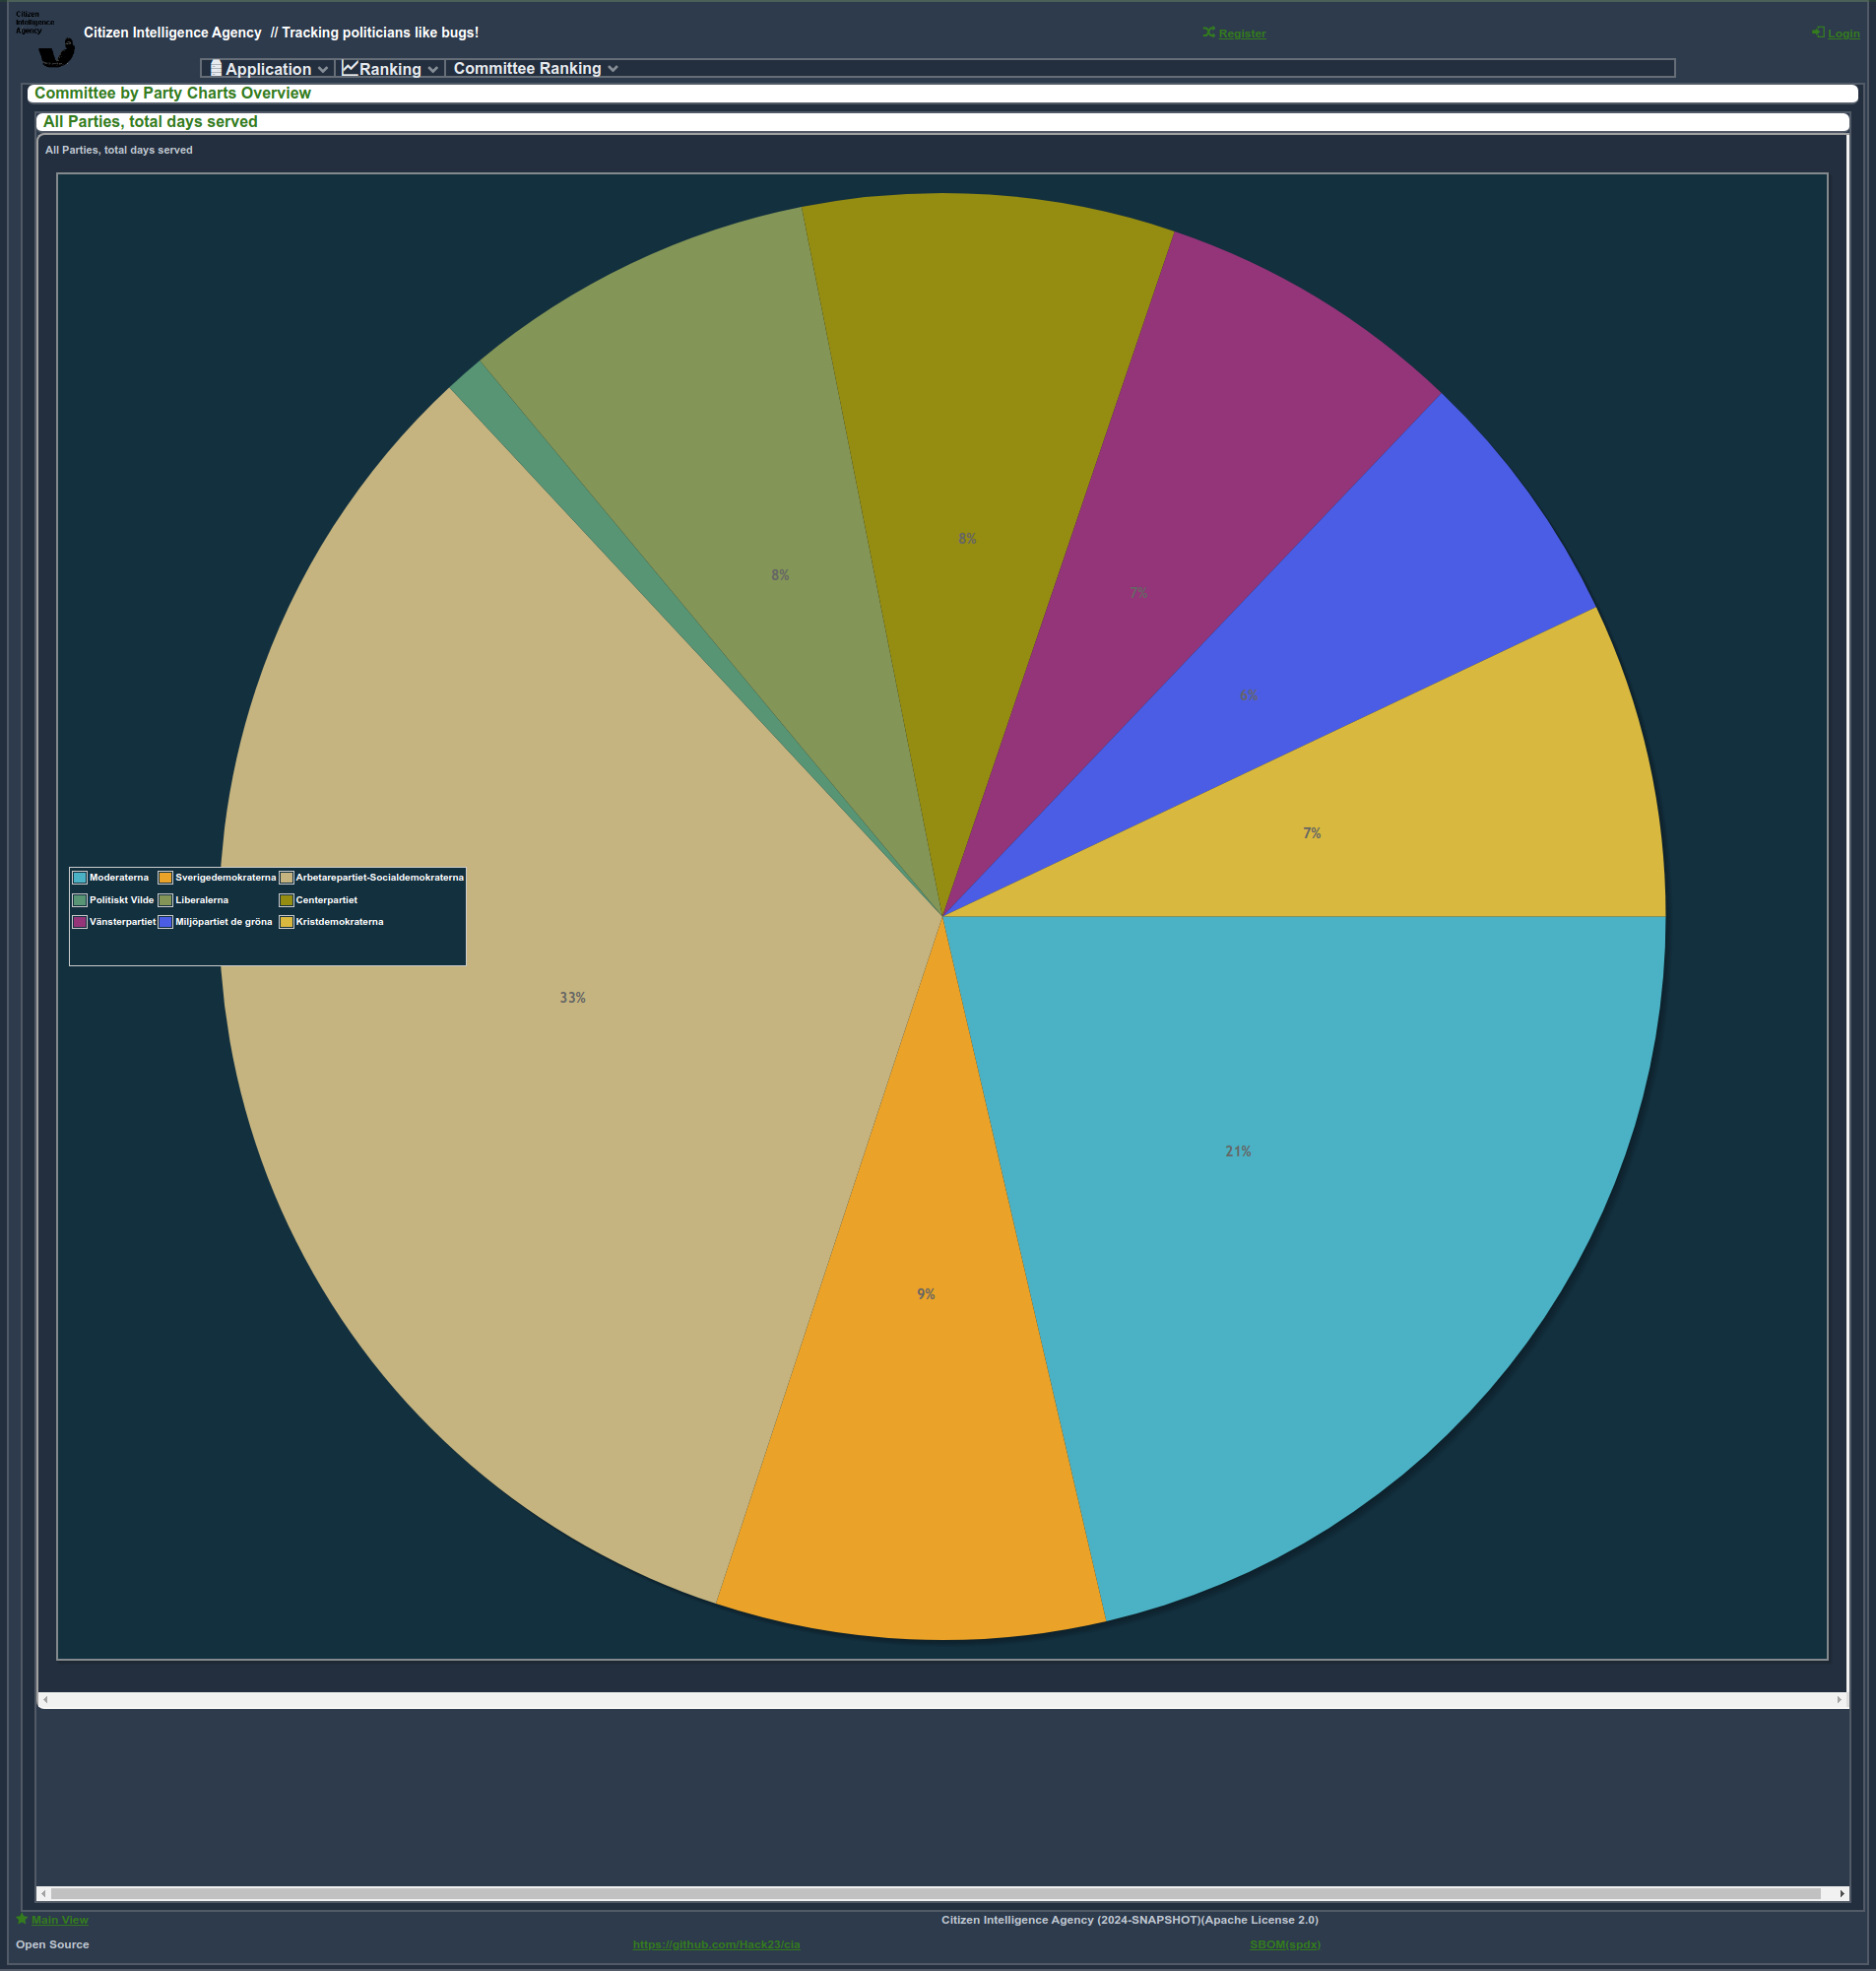 Citizen
Intelligence
Agency
Citizen Intelligence Agency // Tracking politicians like bugs!
Register
Login
Application
Ranking
Committee Ranking
Committee by Party Charts Overview
All Parties, total days served
All Parties, total days served
8%
8%
7%
6%
7%
Moderaterna Sverigedemokraterna Arbetarepartiet-Socialdemokraterna
Politiskt Vilde Liberalerna Centerpartiet
Vänsterpartiet Miljöpartiet de gröna Kristdemokraterna
33%
21%
9%
Main View
Citizen Intelligence Agency (2024-SNAPSHOT)(Apache License 2.0)
Open Source
https://github.com/Hack23/cia
SBOM(spdx)